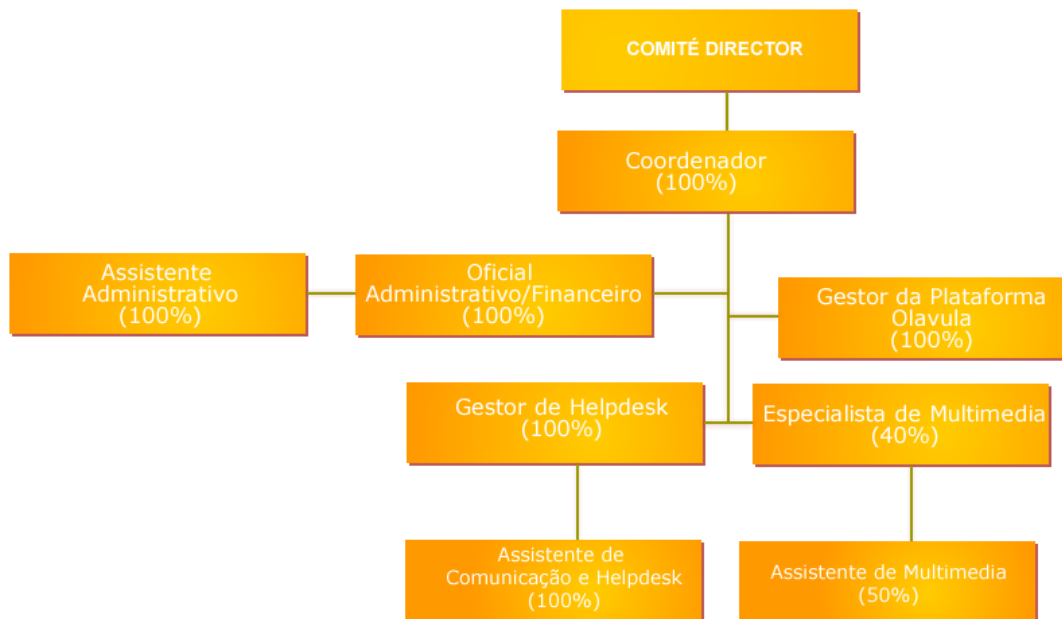 COMITÉ DIRECTOR
Coordenador
(100%)
Assistente
Administrativo
(100%)
Oficial
Administrativo/Financeiro
(100%)
Gestor da Plataforma
Olavula
(100%)
Gestor de Helpdesk
(100%)
Especialista de Multimedia
(40%)
Assistente de
Comunicação e Helpdesk
(100%)
Assistente de Multimedia
(50%)